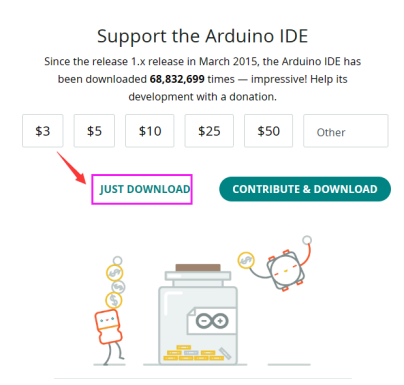 Support the Arduino IDE
Since the release 1.x release in March 2015, the Arduino IDE has
been downloaded 68,832,699 times — impressive! Help its
development with a donation.
$3 $5 $10 $25 $50 Other
JUST DOWNLOAD CONTRIBUTE & DOWNLOAD